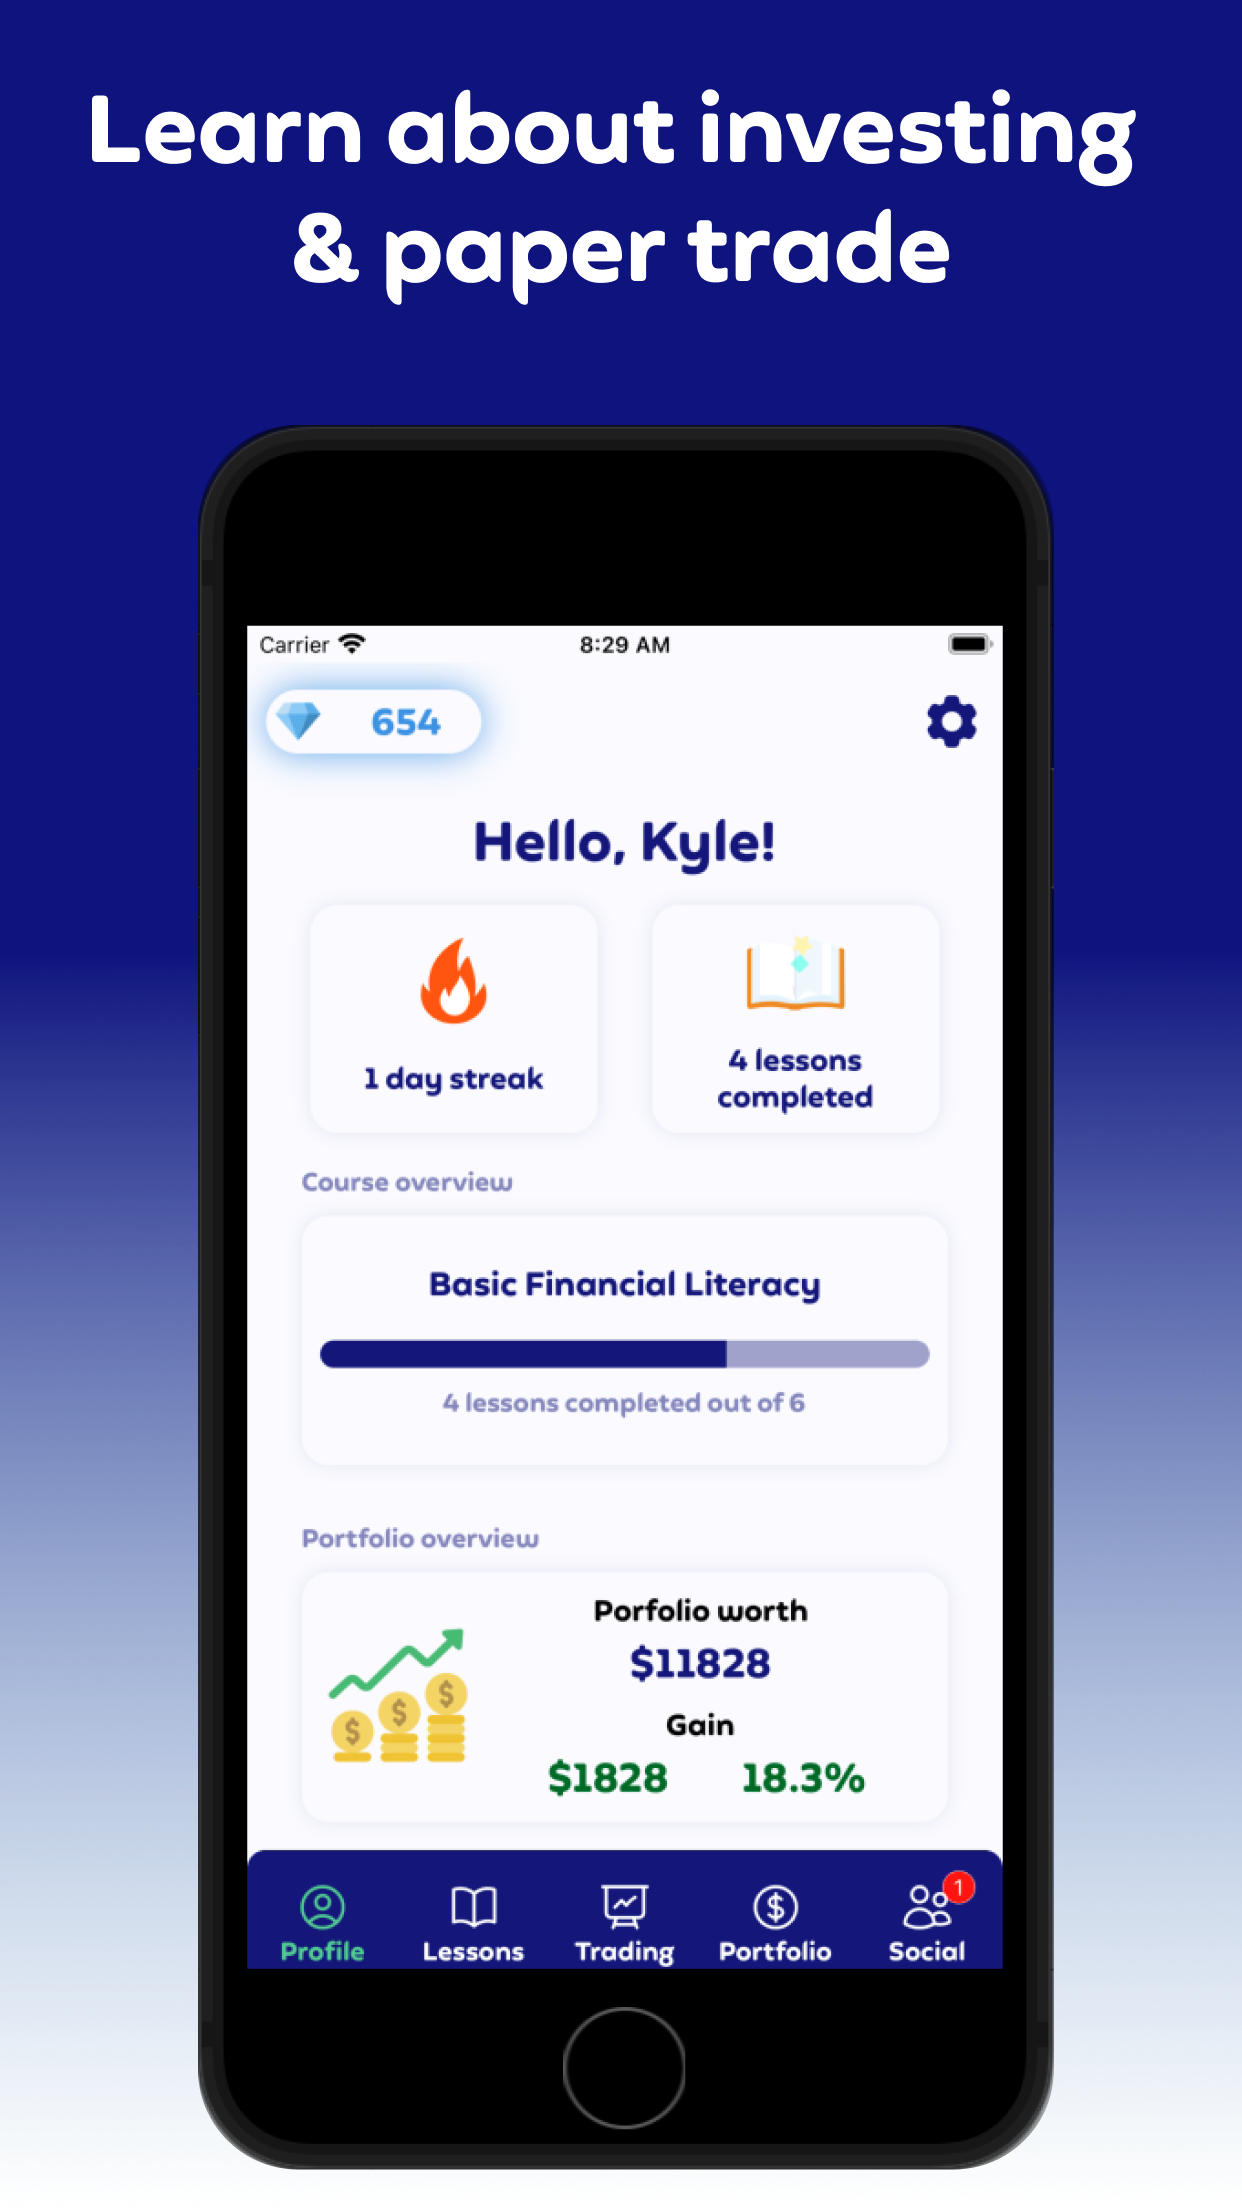 Learn about investing
& paper trade
Carrier 8:29 AM
654
Hello, Kyle!
1 day streak
4 lessons
completed
Course overview
Basic Financial Literacy
4 lessons completed out of 6
Portfolio overview
Porfolio worth
$11828
Gain
$1828 18.3%
$ $ $
Profile Lessons Trading $ Portfolio Social 1